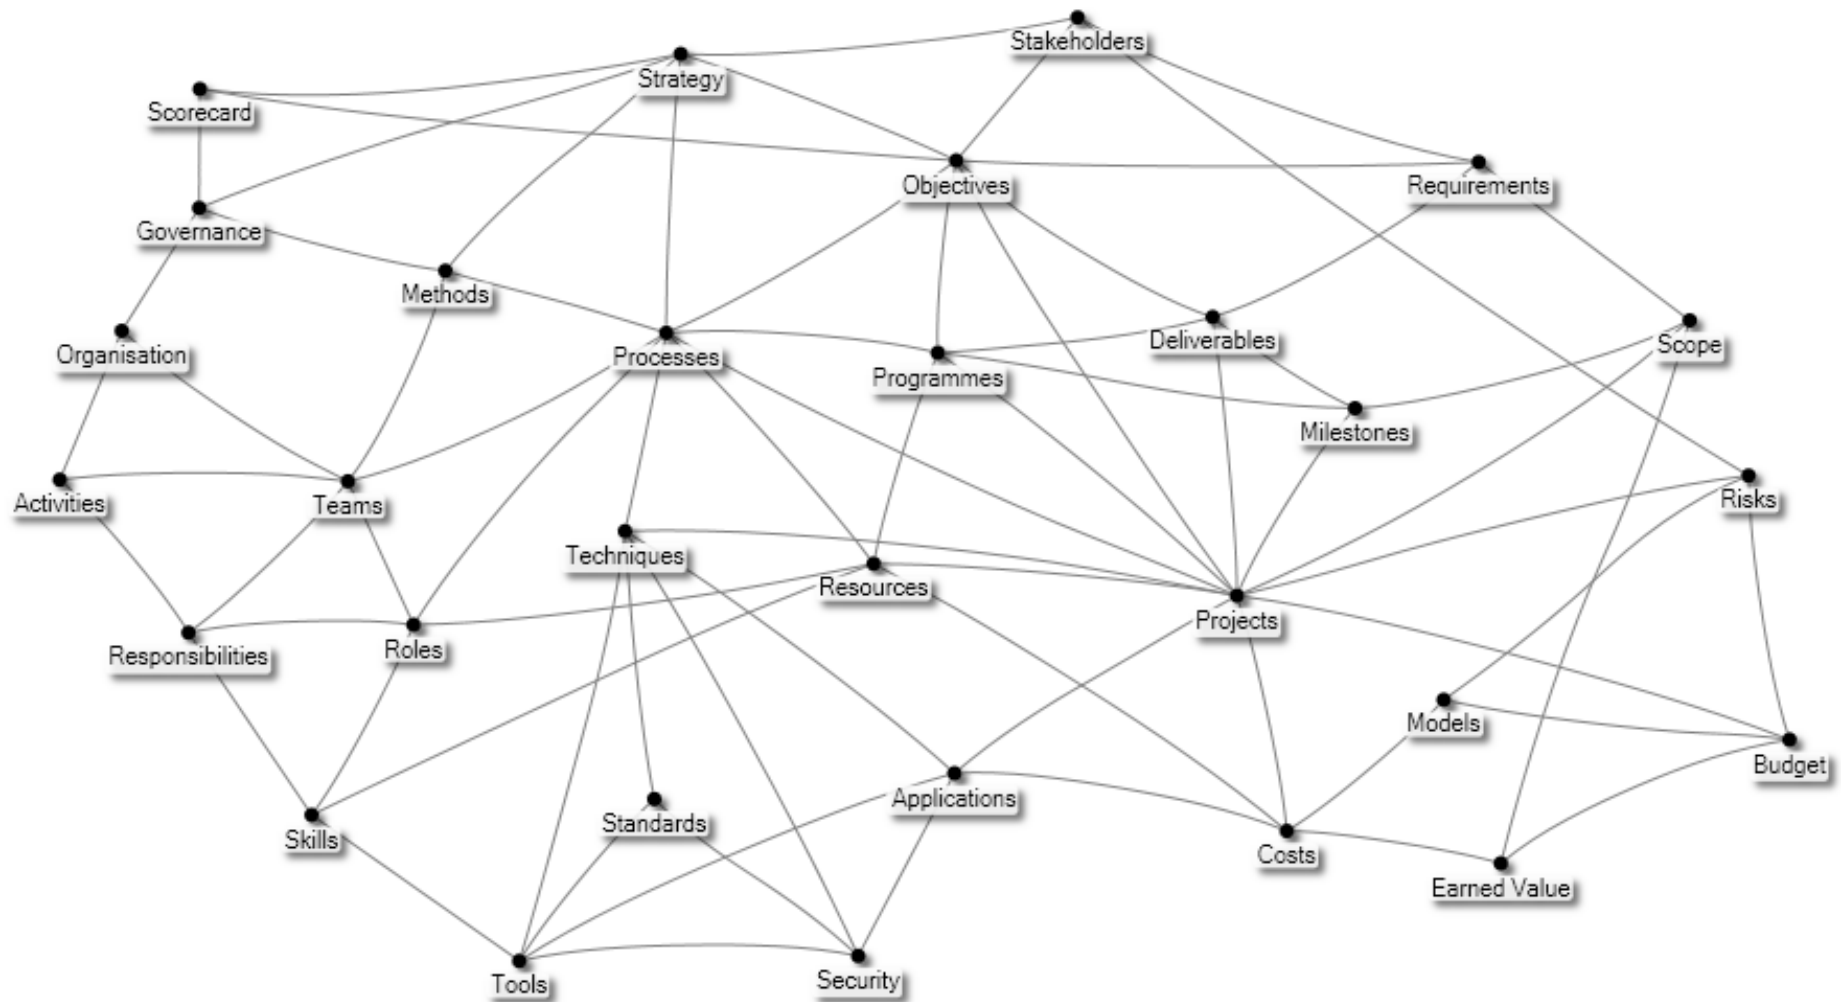 Stakeholders
Strategy
Scorecard
Objectives
Requirements
Governance
Methods
Organisation
Processes
Deliverables
Scope
Programmes
Milestones
Activities
Teams
Risks
Techniques
Resources
Projects
Responsibilities
Roles
Models
Budget
Applications
Standards
Skills
Costs
Earned Value
Tools
Security